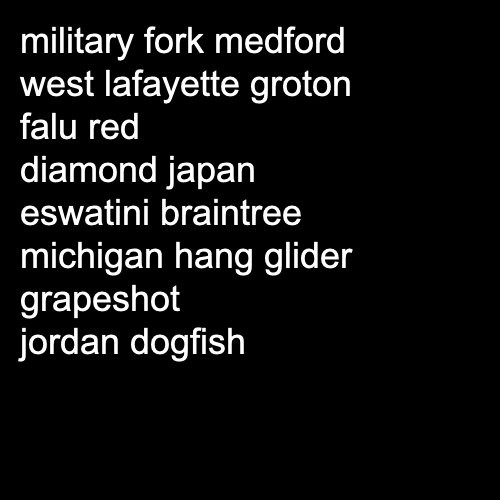 military fork medford
west lafayette groton
falu red
diamond japan
eswatini braintree
michigan hang glider
grapeshot
jordan dogfish